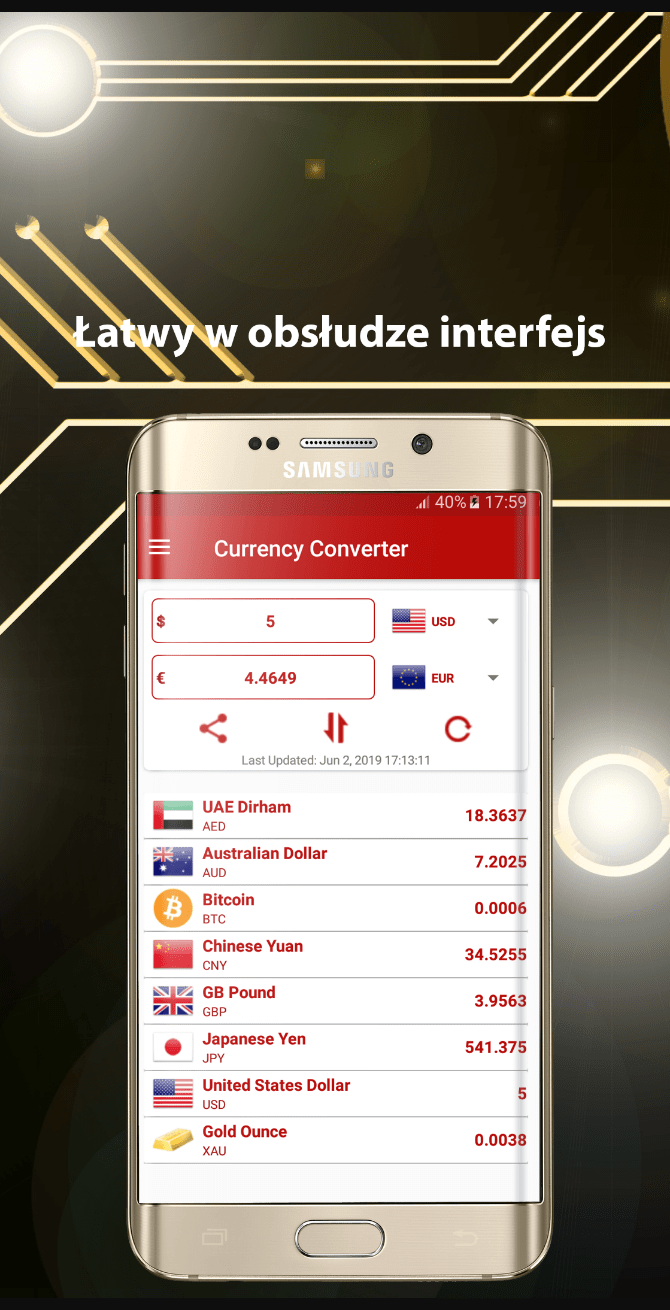 Łatwy w obsłudze interfejs
SAMSUNG
40% 17:59
Currency Converter
$ 5 USD
€ 4.4649 EUR
Last Updated: Jun 2, 2019 17:13:11
UAE Dirham
AED
18.3637
Australian Dollar
AUD
7.2025
Bitcoin
BTC
0.0006
Chinese Yuan
CNY
34.5255
GB Pound
GBP
3.9563
Japanese Yen
JPY
541.375
United States Dollar
USD
5
Gold Ounce
XAU
0.0038